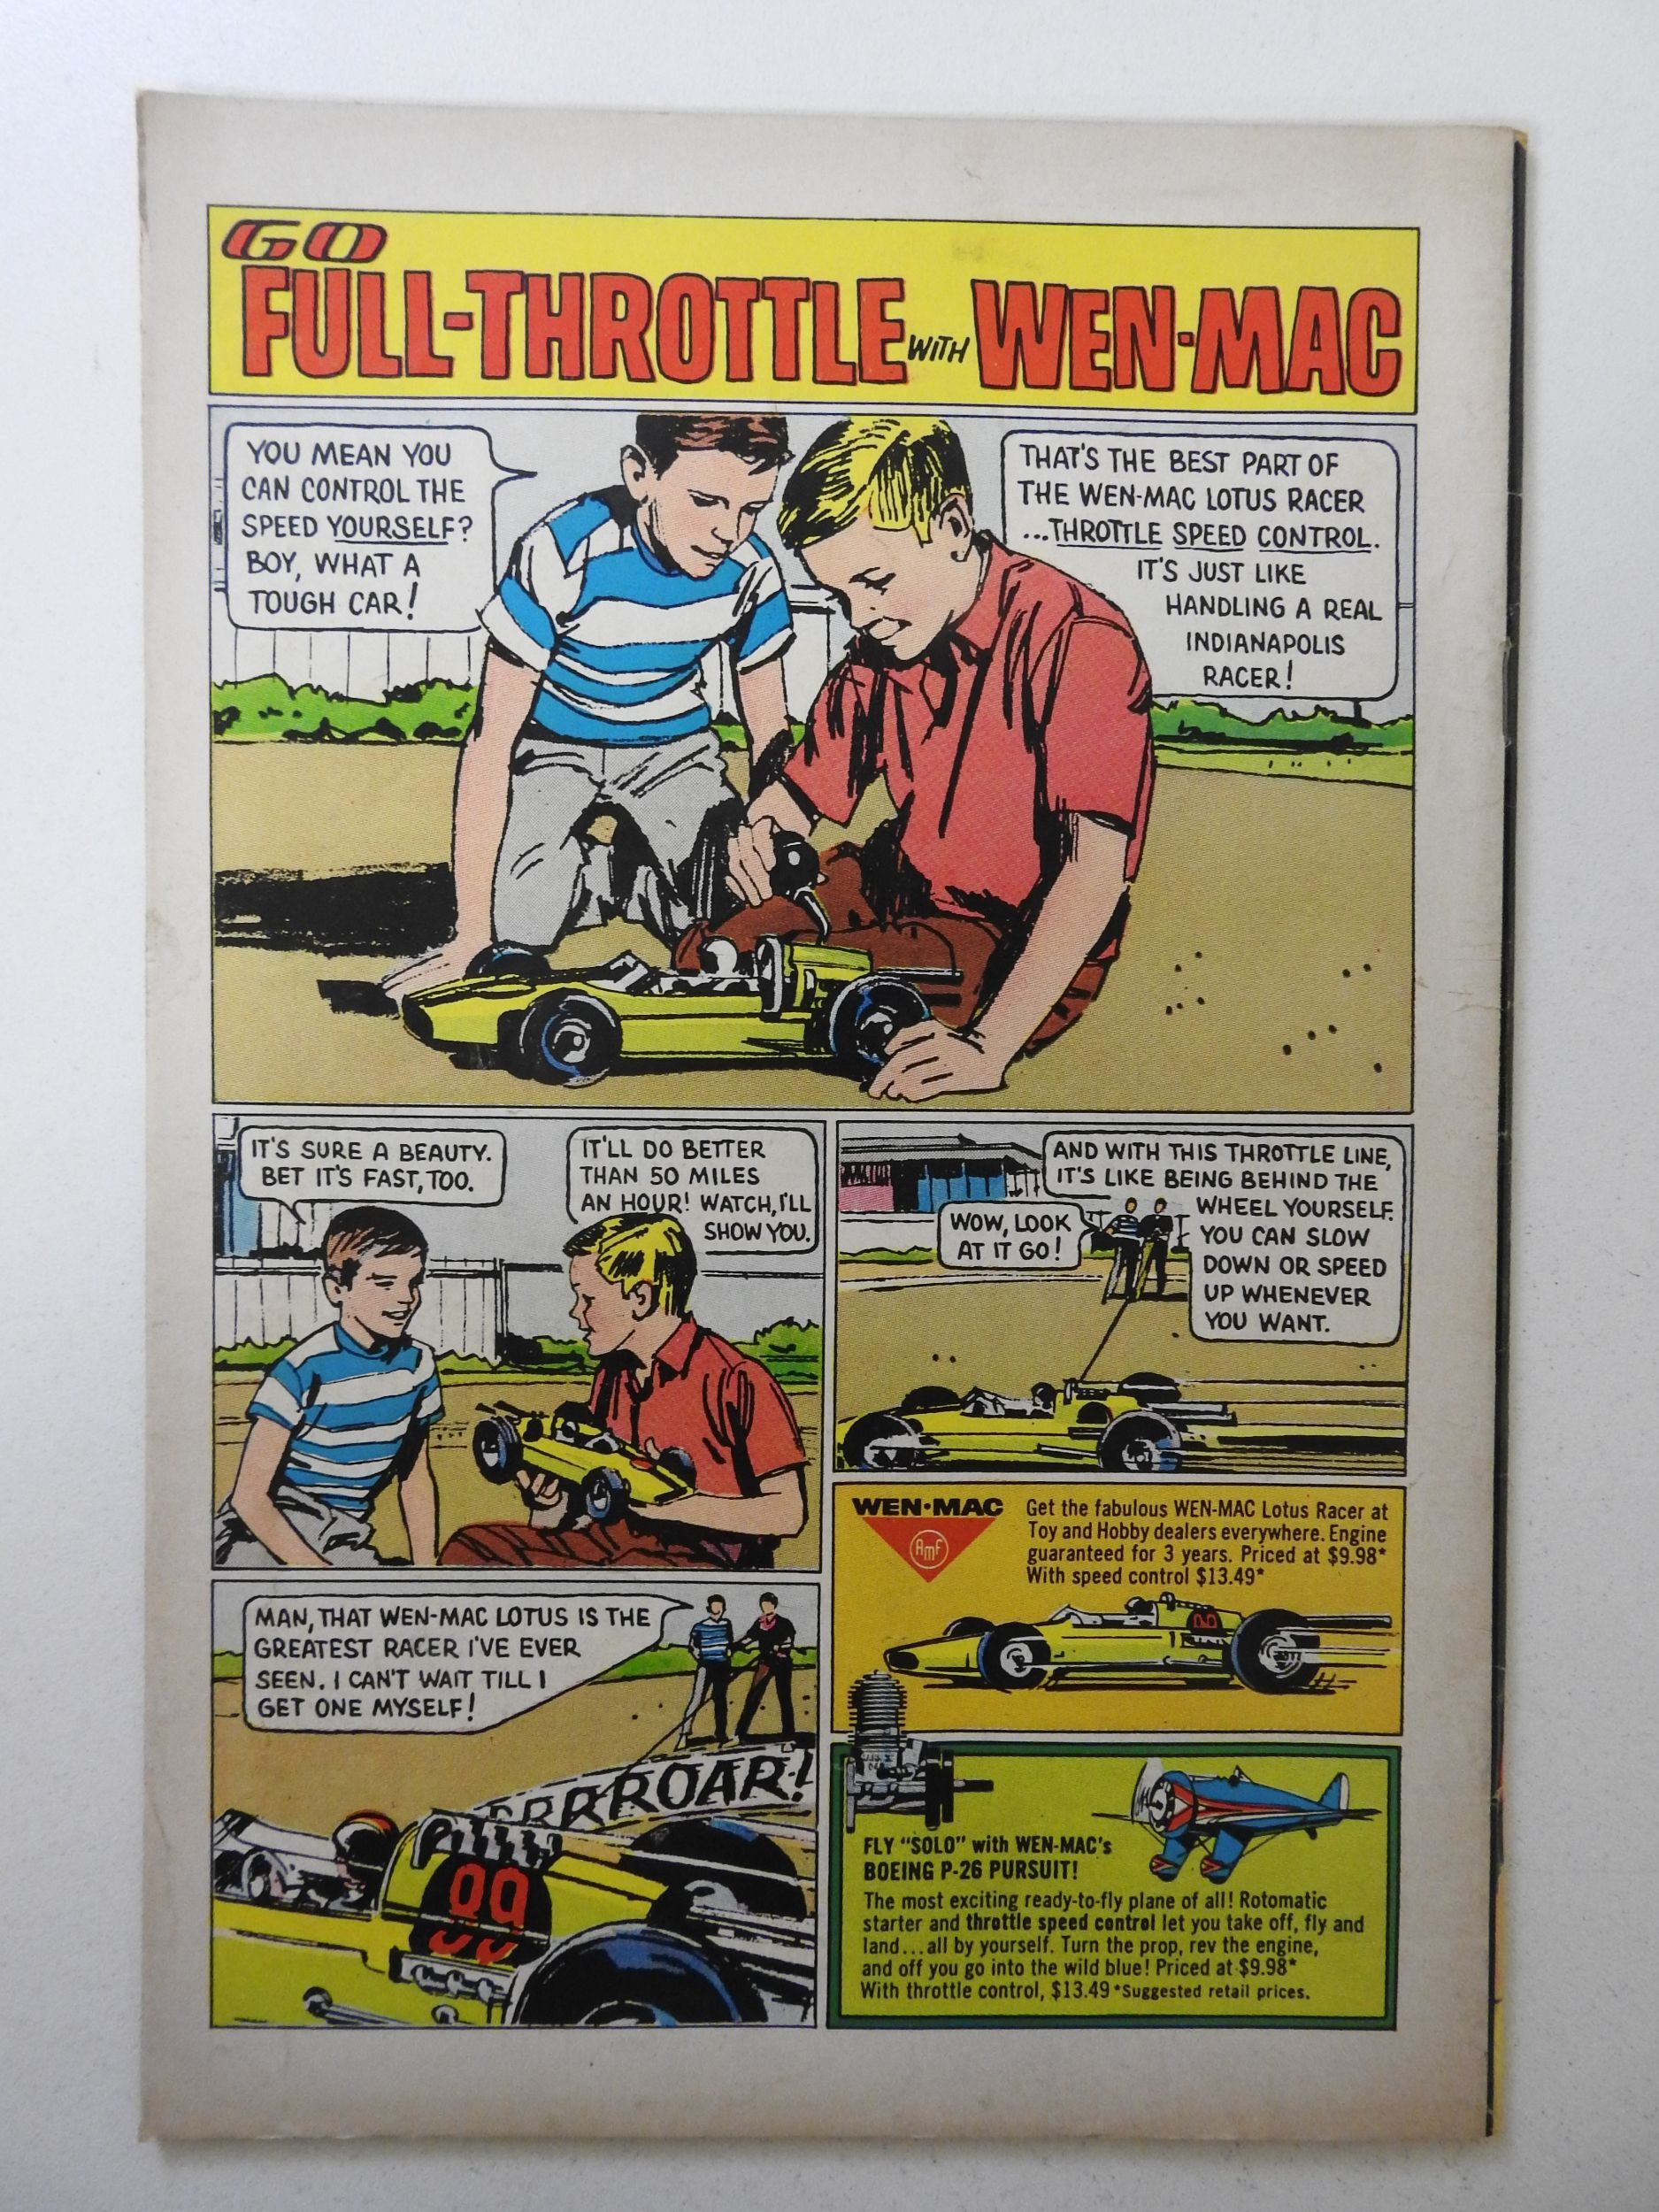 GO
FULL-THROTTLE WITH WEN-MAC
YOU MEAN YOU
CAN CONTROL THE
SPEED YOURSELF?
BOY, WHAT A
TOUGH CAR!
THAT'S THE BEST PART OF
THE WEN-MAC LOTUS RACER
...THROTTLE SPEED CONTROL.
IT'S JUST LIKE
HANDLING A REAL
INDIANAPOLIS
RACER!
IT'S SURE A BEAUTY.
BET IT'S FAST, TOO.
IT'LL DO BETTER
THAN 50 MILES
AN HOUR! WATCH, I'LL
SHOW YOU.
AND WITH THIS THROTTLE LINE,
IT'S LIKE BEING BEHIND THE
WHEEL YOURSELF.
YOU CAN SLOW
DOWN OR SPEED
UP WHENEVER
YOU WANT.
WOW, LOOK
AT IT GO!
MAN, THAT WEN-MAC LOTUS IS THE
GREATEST RACER I'VE EVER
SEEN. I CAN'T WAIT TILL I
GET ONE MYSELF!
RRRROAR!
99
WEN·MAC
AMF
Get the fabulous WEN-MAC Lotus Racer at
Toy and Hobby dealers everywhere. Engine
guaranteed for 3 years. Priced at $9.98*
With speed control $13.49*
FLY "SOLO" with WEN-MAC's
BOEING P-26 PURSUIT!
The most exciting ready-to-fly plane of all! Rotomatic
starter and throttle speed control let you take off, fly and
land...all by yourself. Turn the prop, rev the engine,
and off you go into the wild blue! Priced at $9.98*
With throttle control, $13.49 *Suggested retail prices.